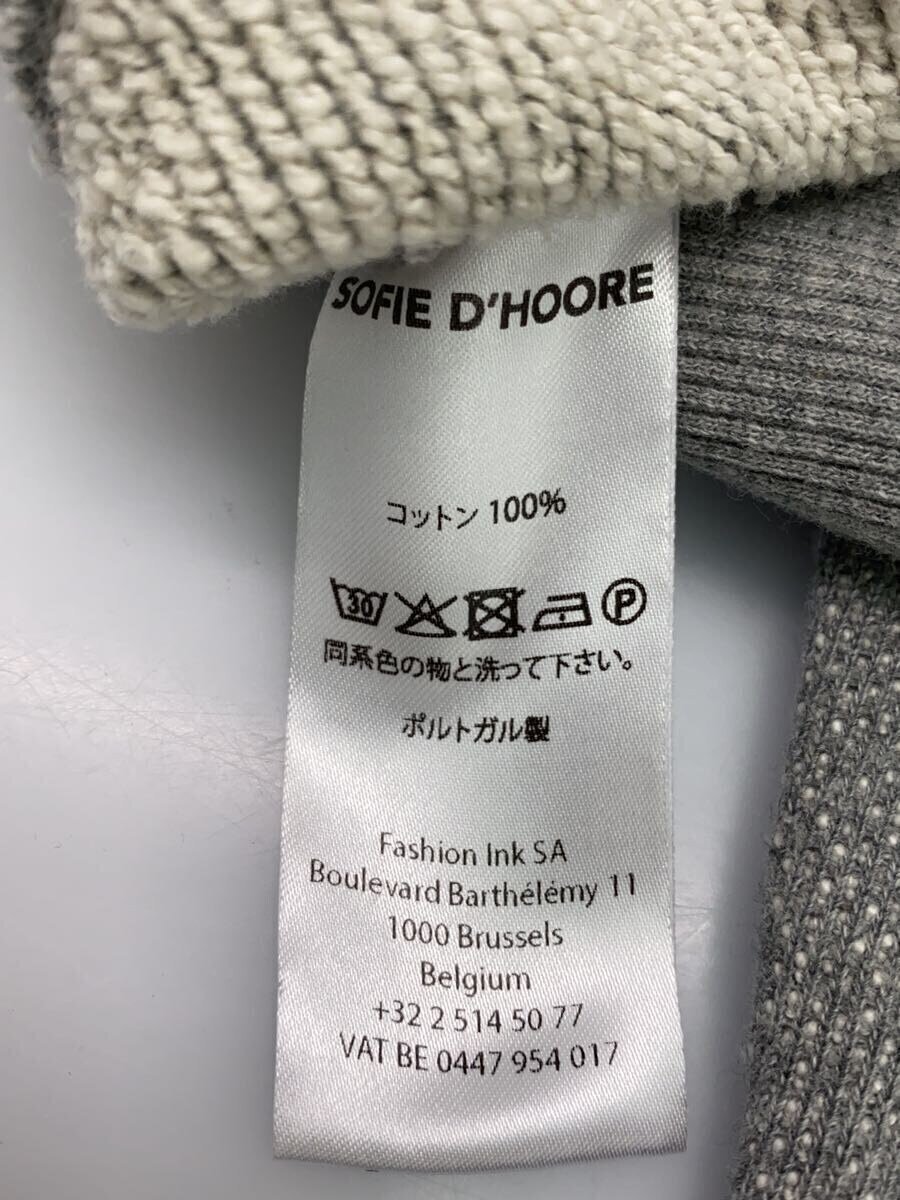 SOFIE D'HOORE
コットン 100%
30 P
同系色の物と洗って下さい。
ポルトガル製
Fashion Ink SA
Boulevard Barthélémy 11
1000 Brussels
Belgium
+32 2 514 50 77
VAT BE 0447 954 017